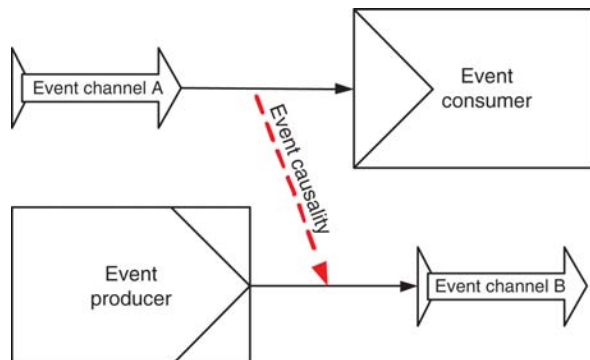 Event channel A
Event
consumer
Event causality
Event
producer
Event channel B